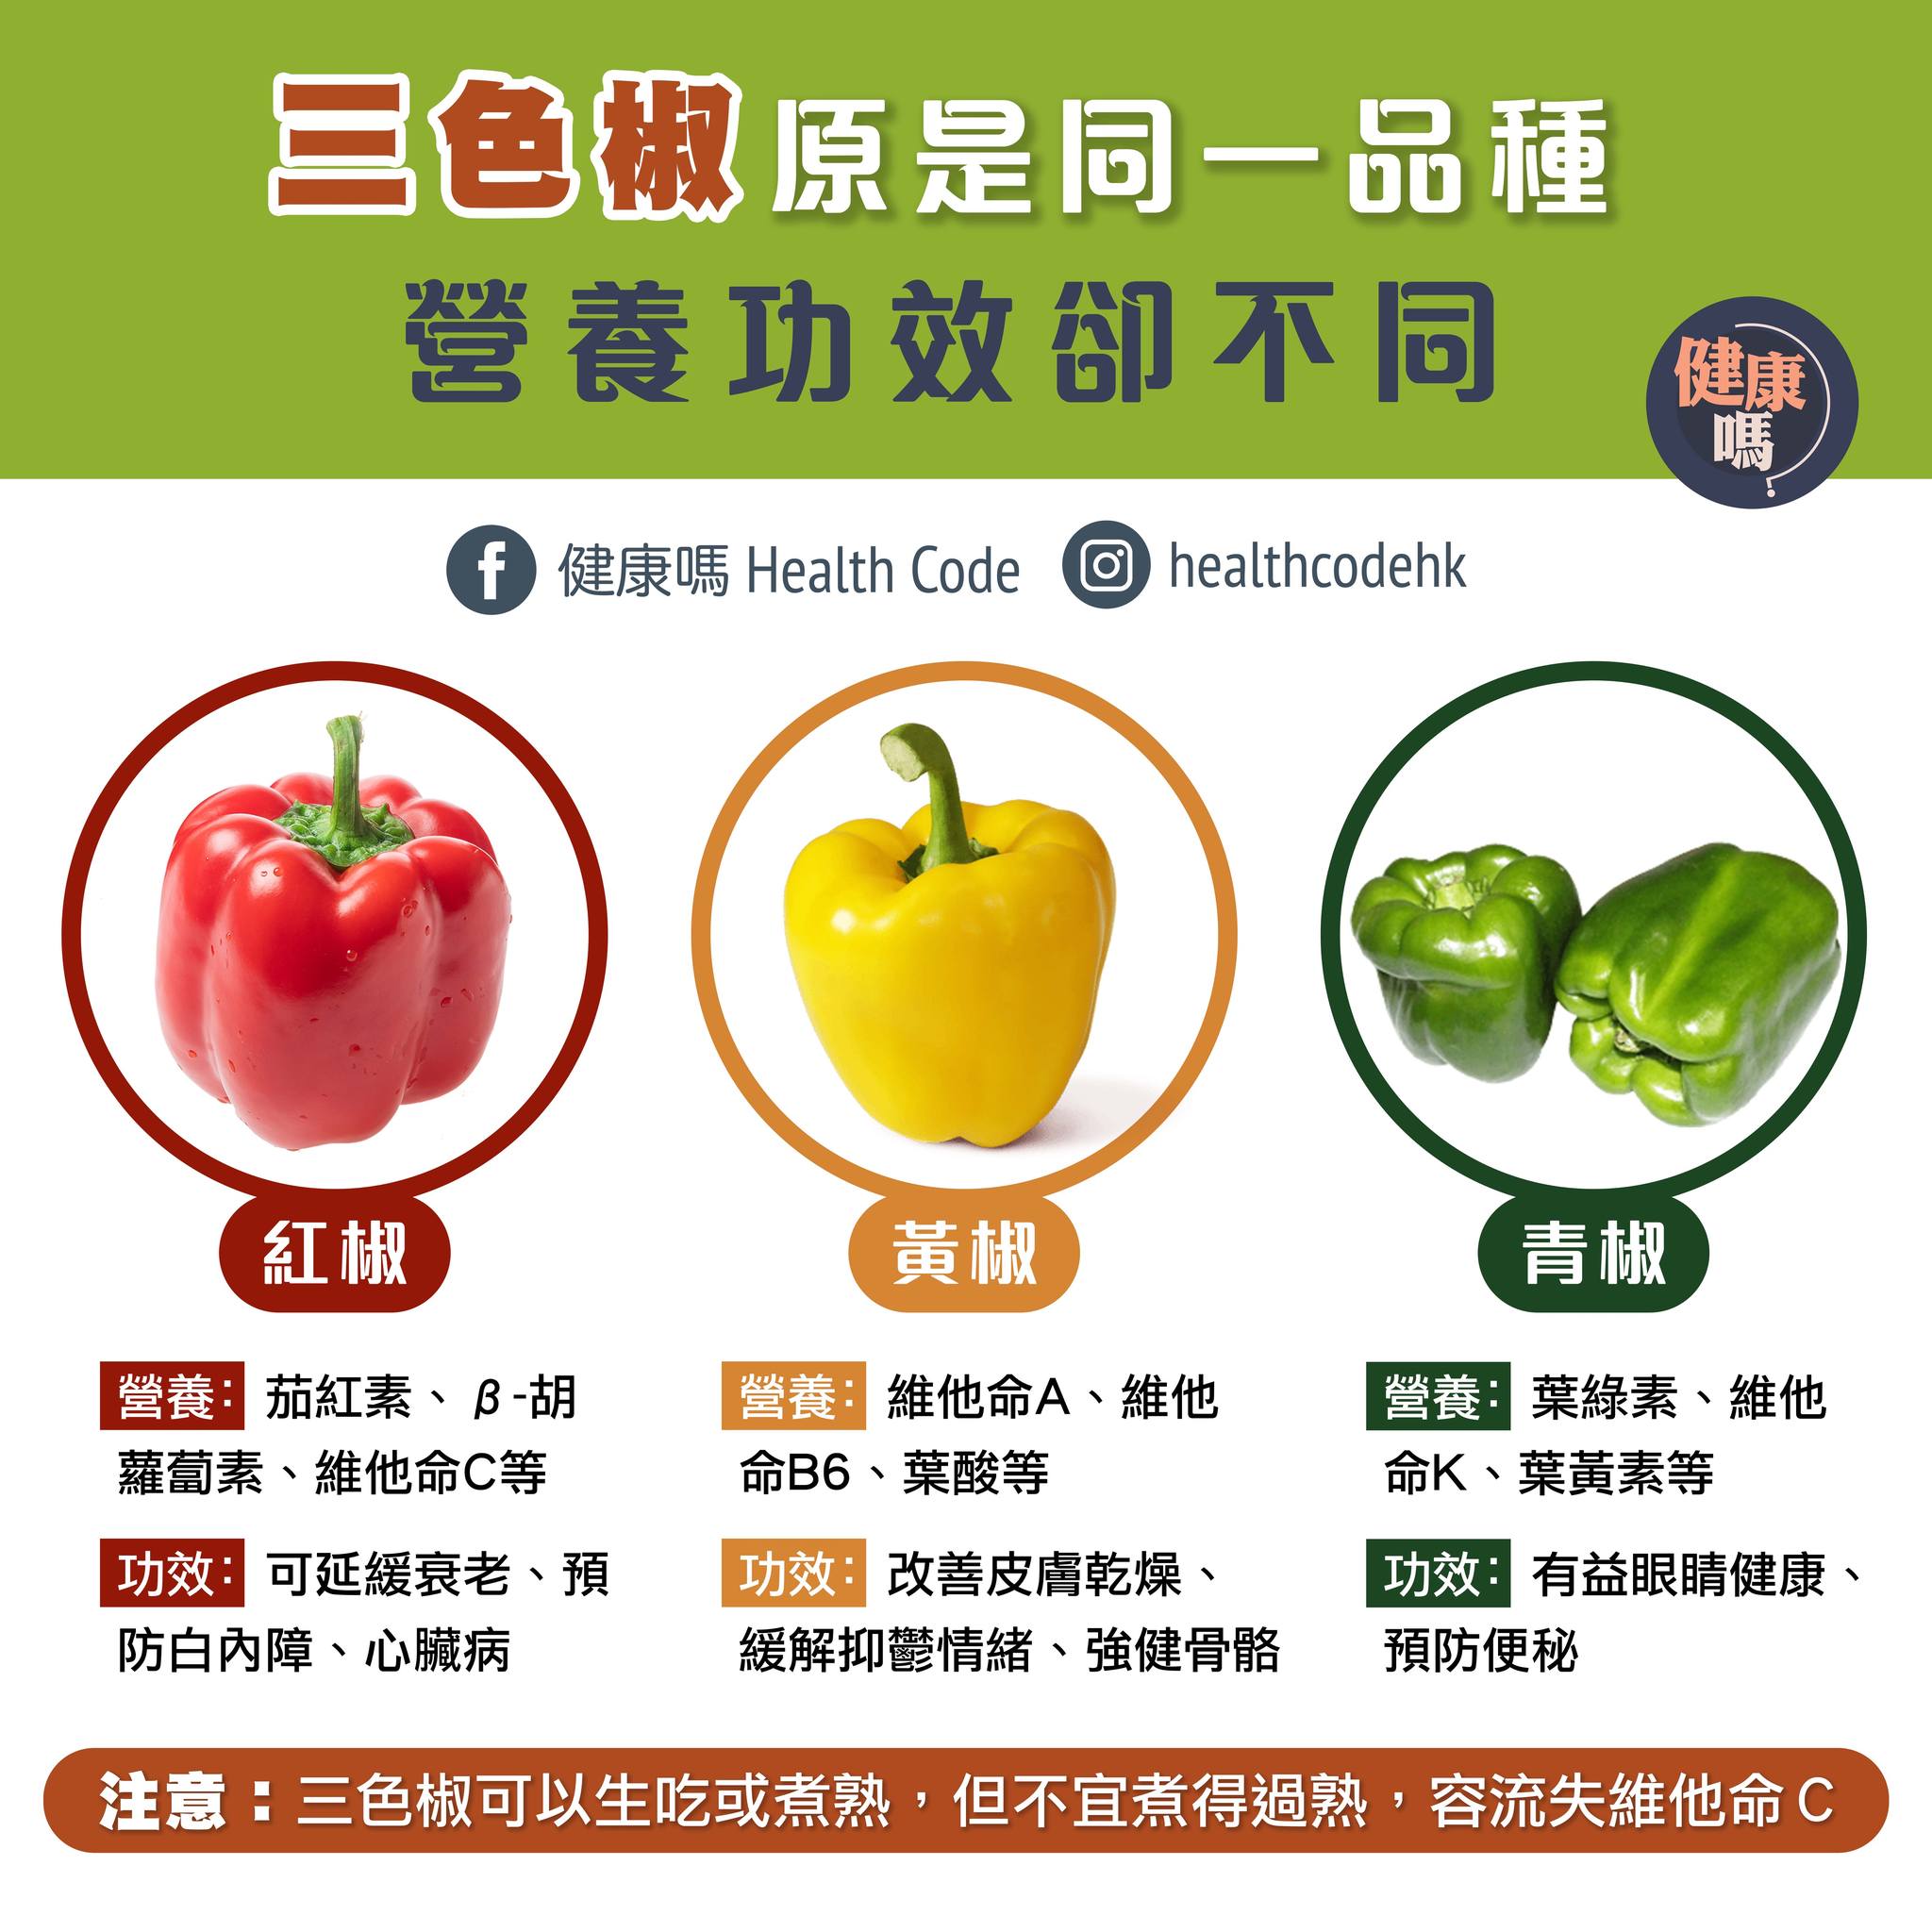 三色椒原是同一品種
營養功效卻不同
健康
嗎?
健康嗎 Health Code
healthcodehk
紅椒
黃椒
青椒
營養: 茄紅素、β-胡
蘿蔔素、維他命C等
功效: 可延緩衰老、預
防白內障、心臟病
營養: 維他命A、維他
命B6、葉酸等
功效: 改善皮膚乾燥、
緩解抑鬱情緒、強健骨骼
營養: 葉綠素、維他
命K、葉黃素等
功效: 有益眼睛健康、
預防便秘
注意：三色椒可以生吃或煮熟，但不宜煮得過熟，容流失維他命C